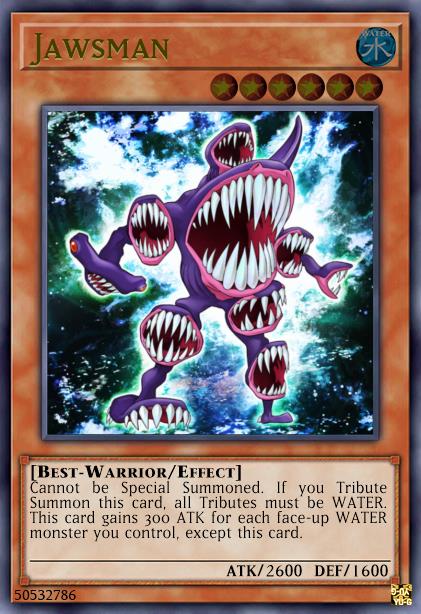 JAWSMAN
WATER
水
[BEST-WARRIOR/EFFECT]
Cannot be Special Summoned. If you Tribute
Summon this card, all Tributes must be WATER.
This card gains 300 ATK for each face-up WATER
monster you control, except this card.
ATK/2600 DEF/1600
50532786